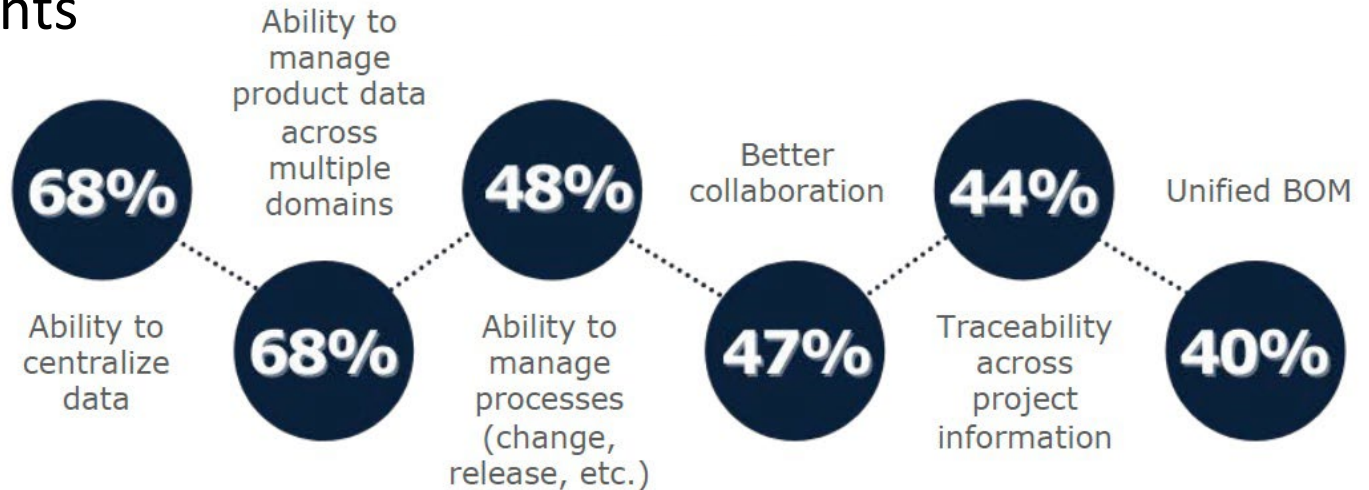 68%
Ability to
centralize
data
Ability to
manage
product data
across
multiple
domains
68%
48%
Ability to
manage
processes
(change,
release, etc.)
Better
collaboration
47%
44%
Traceability
across
project
information
Unified BOM
40%